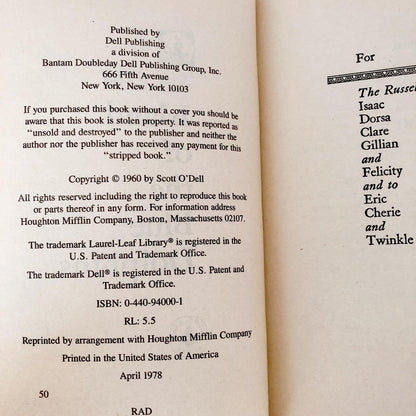 Published by
Dell Publishing
a division of
Bantam Doubleday Dell Publishing Group, Inc.
666 Fifth Avenue
New York, New York 10103
If you purchased this book without a cover you should be
aware that this book is stolen property. It was reported as
"unsold and destroyed" to the publisher and neither the
author nor the publisher has received any payment for this
"stripped book."
Copyright © 1960 by Scott O'Dell
All rights reserved including the right to reproduce this book
or parts thereof in any form. For information address
Houghton Mifflin Company, Boston, Massachusetts 02107.
The trademark Laurel-Leaf Library® is registered in the
U.S. Patent and Trademark Office.
The trademark Dell® is registered in the U.S. Patent and
Trademark Office.
ISBN: 0-440-94000-1
RL: 5.5
Reprinted by arrangement with Houghton Mifflin Company
Printed in the United States of America
April 1978
50
RAD
For
The Russel
Isaac
Dorsa
Clare
Gillian
and
Felicity
and to
Eric
Cherie
and
Twinkle